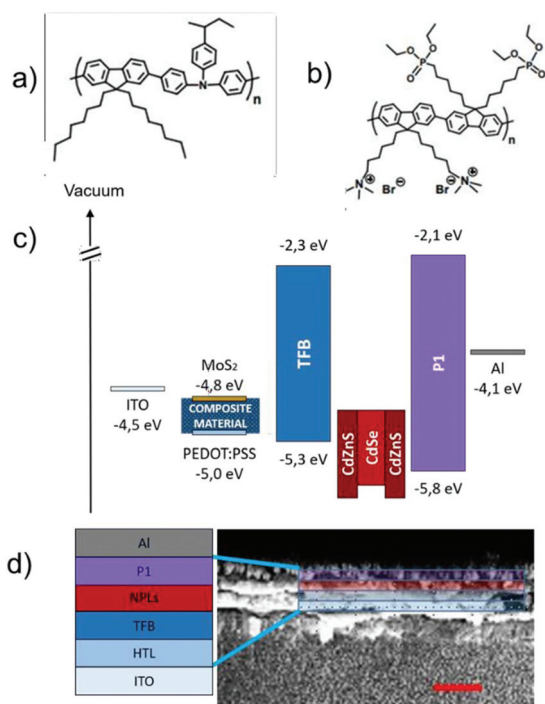 a)
N
n
b)
O O
P
O
O O
P
O
n
N ⊕
Br ⊖
Br ⊖
N ⊕
Vacuum
c)
-2,3 eV
-2,1 eV
TFB
P1
MoS2
-4,8 eV
ITO
-4,5 eV
COMPOSITE
MATERIAL
PEDOT:PSS
-5,0 eV
-5,3 eV
CdZnS
CdSe
CdZnS
-5,8 eV
Al
-4,1 eV
d)
Al
P1
NPLs
TFB
HTL
ITO